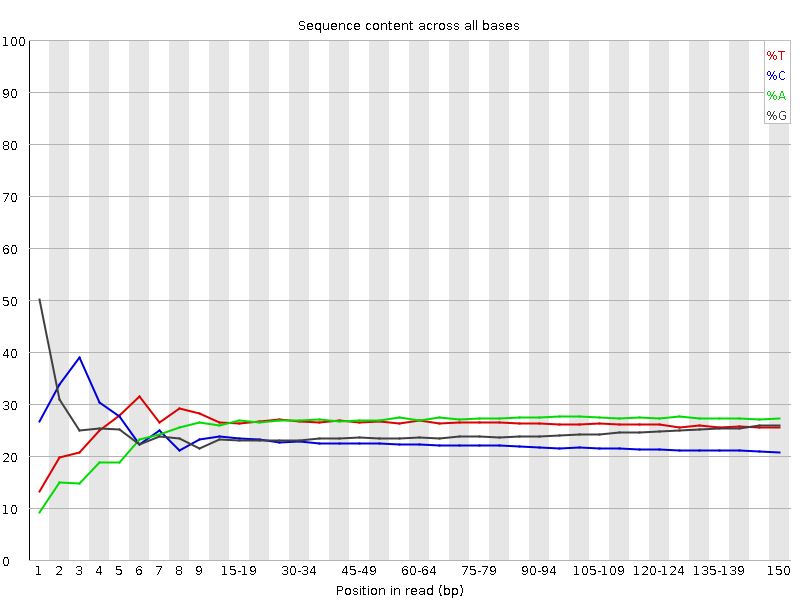 Sequence content across all bases
100
90
80
70
60
50
40
30
20
10
0
%T
%C
%A
%G
1 2 3 4 5 6 7 8 9 15-19 30-34 45-49 60-64 75-79 90-94 105-109 120-124 135-139 150
Position in read (bp)